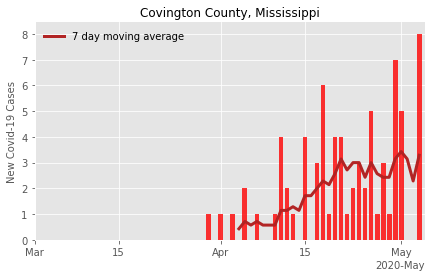 Covington County, Mississippi
7 day moving average
New Covid-19 Cases
8
7
6
5
4
3
2
1
0
Mar
15
Apr
15
May
2020-May